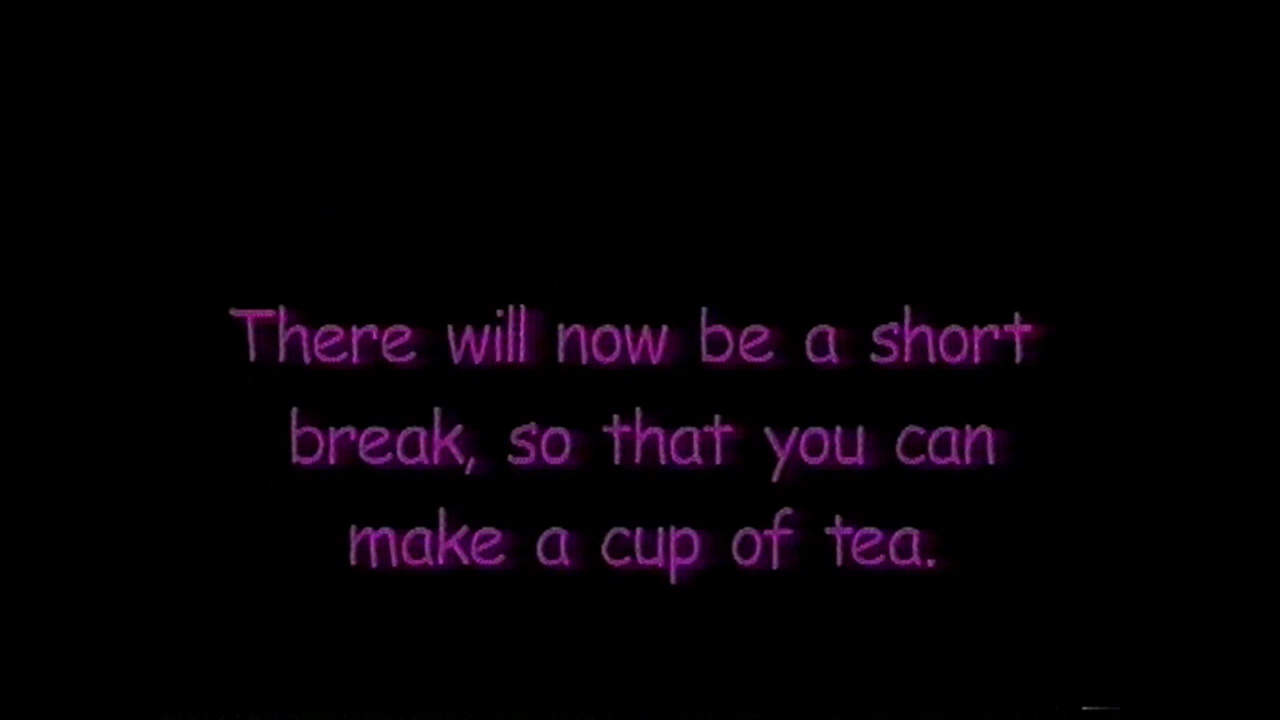 There will now be a short
break, so that you can
make a cup of tea.